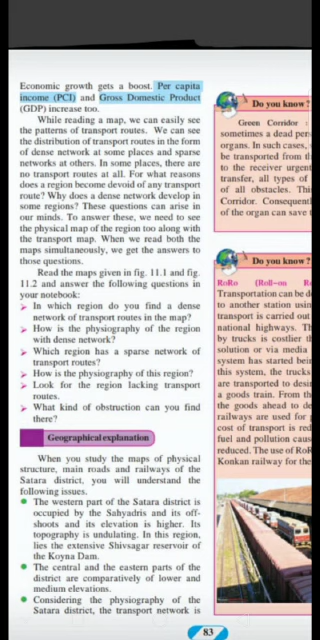 Economic growth gets a boost. Per capita
income (PCI) and Gross Domestic Product
(GDP) increase too.
While reading a map, we can easily see
the patterns of transport routes. We can see
the distribution of transport routes in the form
of dense network at some places and sparse
networks at others. In some places, there are
no transport routes at all. For what reasons
does a region become devoid of any transport
route? Why does a dense network develop in
some regions? These questions can arise in
our minds. To answer these, we need to see
the physical map of the region too along with
the transport map. When we read both the
maps simultaneously, we get the answers to
those questions.
Read the maps given in fig. 11.1 and fig.
11.2 and answer the following questions in
your notebook:
➢ In which region do you find a dense
network of transport routes in the map?
➢ How is the physiography of the region
with dense network?
➢ Which region has a sparse network of
transport routes?
➢ How is the physiography of this region?
➢ Look for the region lacking transport
routes.
➢ What kind of obstruction can you find
there?
Geographical explanation
When you study the maps of physical
structure, main roads and railways of the
Satara district, you will understand the
following issues.
● The western part of the Satara district is
occupied by the Sahyadris and its off-
shoots and its elevation is higher. Its
topography is undulating. In this region,
lies the extensive Shivsagar reservoir of
the Koyna Dam.
● The central and the eastern parts of the
district are comparatively of lower and
medium elevations.
● Considering the physiography of the
Satara district, the transport network is
Do you know?
Green Corridor
sometimes a dead per
organs. In such cases,
be transported from t
to the receiver urgen
transfer, all types of
of all obstacles. Thi
Corridor. Consequent
of the organ can save
Do you know?
RoRo (Roll-on R
Transportation can be d
to another station usin
transport is carried out
national highways. Th
by trucks is costlier th
solution or via media
system has started bei
this system, the trucks
are transported to desi
a goods train. From th
the goods ahead to de
railways are used for
cost of transport is red
fuel and pollution caus
reduced. The use of RoR
Konkan railway for the
83